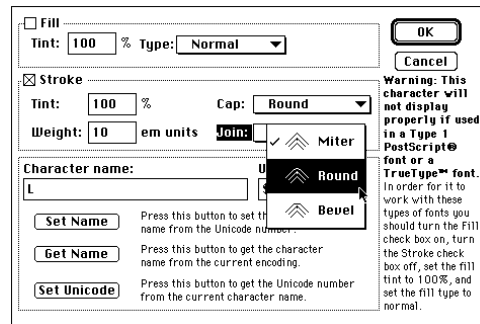 Fill
Tint: 100 % Type: Normal
Stroke
Tint: 100 % Cap: Round
Weight: 10 em units Join:
Miter
Round
Bevel
Character name:
L
Set Name
Press this button to set th
name from the Unicode number.
Get Name
Press this button to get the character
name from the current encoding.
Set Unicode
Press this button to get the Unicode number
from the current character name.
OK
Cancel
Warning: This
character will
not display
properly if used
in a Type 1
PostScript®
font or a
TrueType™ font.
In order for it to
work with these
types of fonts you
should turn the Fill
check box on, turn
the Stroke check
box off, set the fill
tint to 100%, and
set the fill type to
normal.